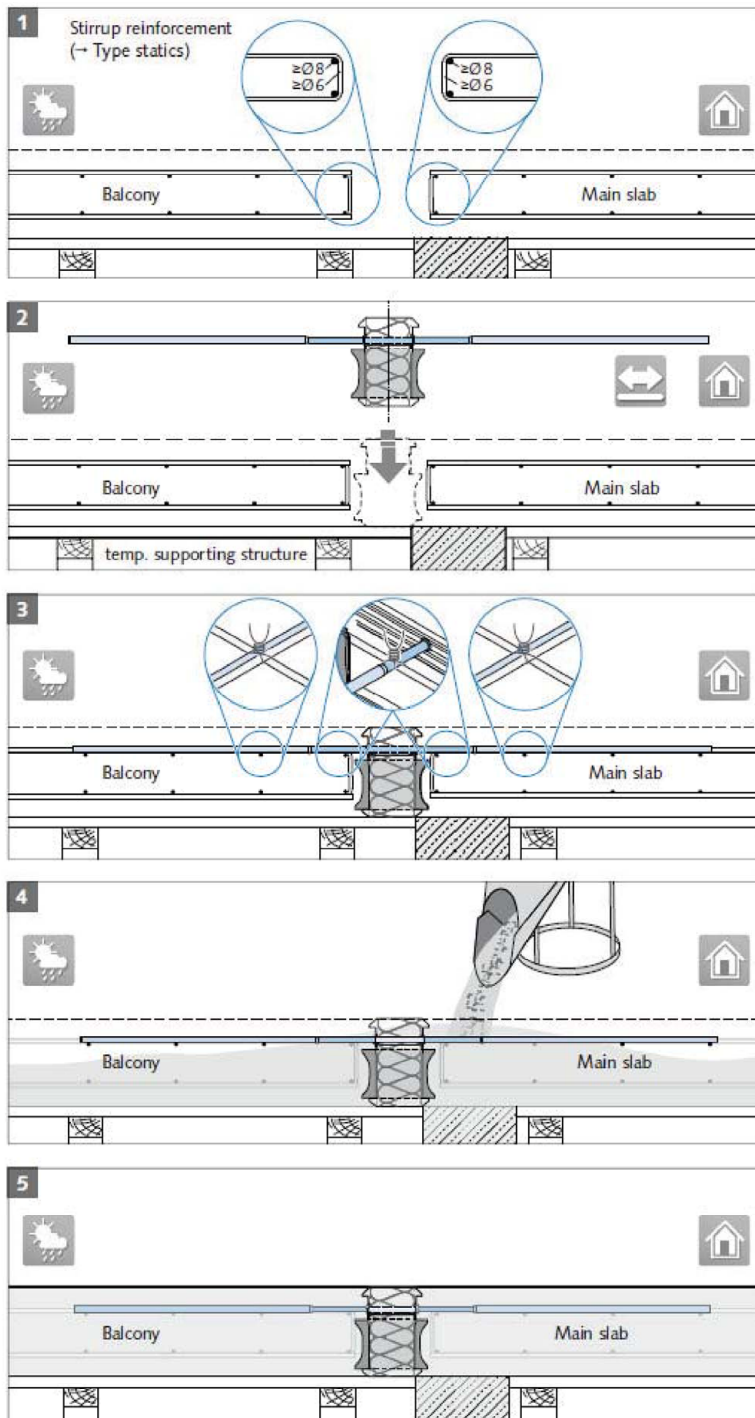 1
Stirrup reinforcement
(→ Type statics)
≥Ø8
≥Ø6
≥Ø8
≥Ø6
Balcony
Main slab
2
Balcony
Main slab
temp. supporting structure
3
Balcony
Main slab
4
Balcony
Main slab
5
Balcony
Main slab